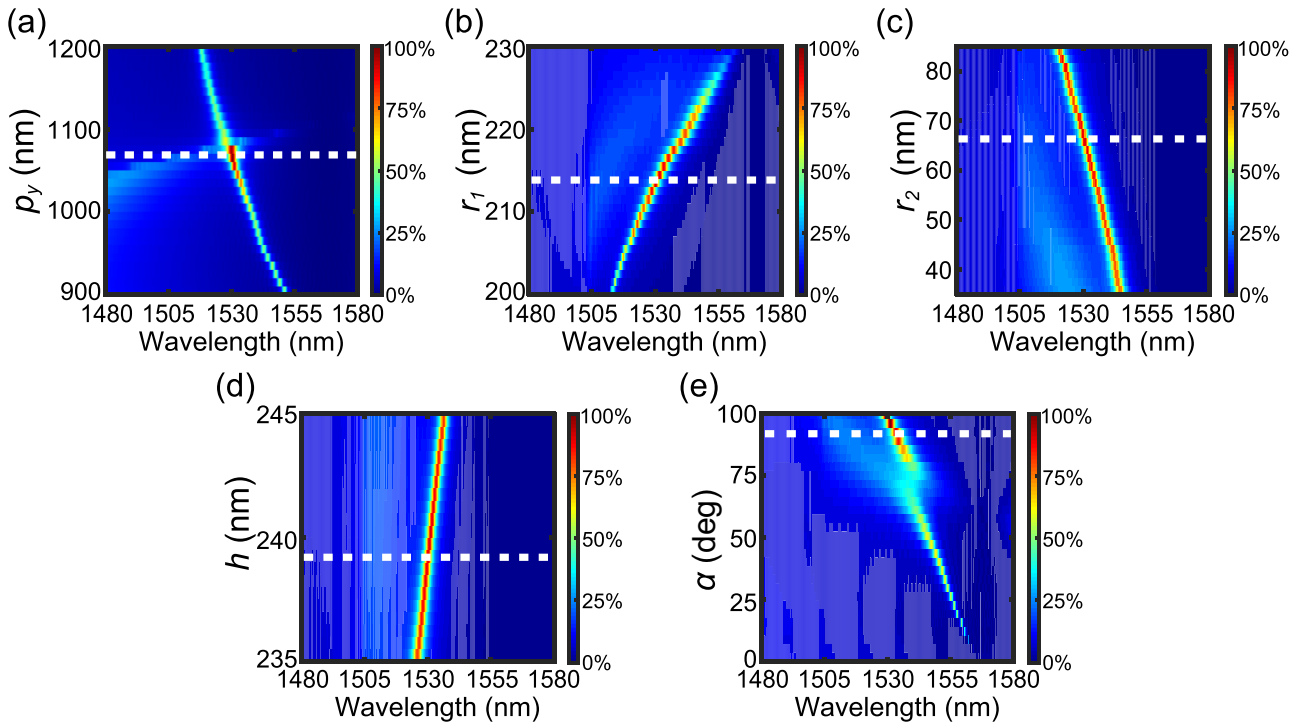 (a)
1200
1100
1000
900
p_y (nm)
1480 1505 1530 1555 1580
Wavelength (nm)
100%
75%
50%
25%
0%
(b)
230
220
210
200
r_1 (nm)
1480 1505 1530 1555 1580
Wavelength (nm)
100%
75%
50%
25%
0%
(c)
80
70
60
50
40
r_2 (nm)
1480 1505 1530 1555 1580
Wavelength (nm)
100%
75%
50%
25%
0%
(d)
245
240
235
h (nm)
1480 1505 1530 1555 1580
Wavelength (nm)
100%
75%
50%
25%
0%
(e)
100
75
50
25
0
α (deg)
1480 1505 1530 1555 1580
Wavelength (nm)
100%
75%
50%
25%
0%